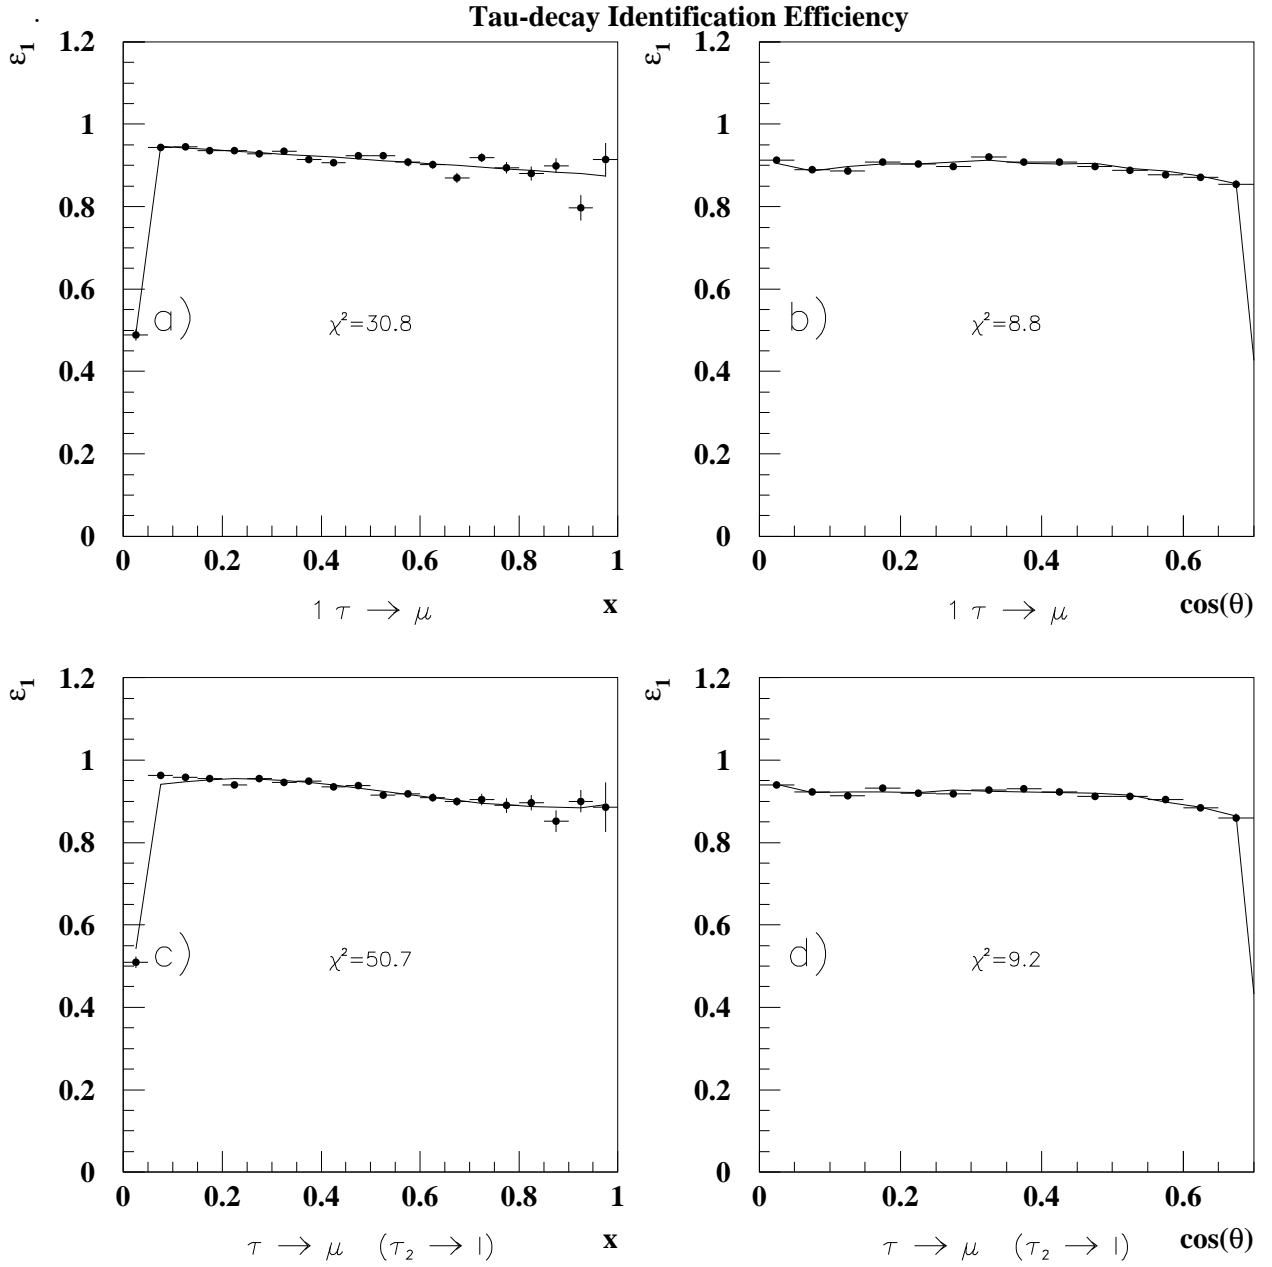 Tau-decay Identification Efficiency
ε₁
1.2
1
0.8
0.6
0.4
0.2
0
a)
χ²=30.8
0 0.2 0.4 0.6 0.8 1
1 τ → μ
x
ε₁
1.2
1
0.8
0.6
0.4
0.2
0
b)
χ²=8.8
0 0.2 0.4 0.6
1 τ → μ
cos(θ)
ε₁
1.2
1
0.8
0.6
0.4
0.2
0
c)
χ²=50.7
0 0.2 0.4 0.6 0.8 1
τ → μ (τ₂ → l)
x
ε₁
1.2
1
0.8
0.6
0.4
0.2
0
d)
χ²=9.2
0 0.2 0.4 0.6
τ → μ (τ₂ → l)
cos(θ)